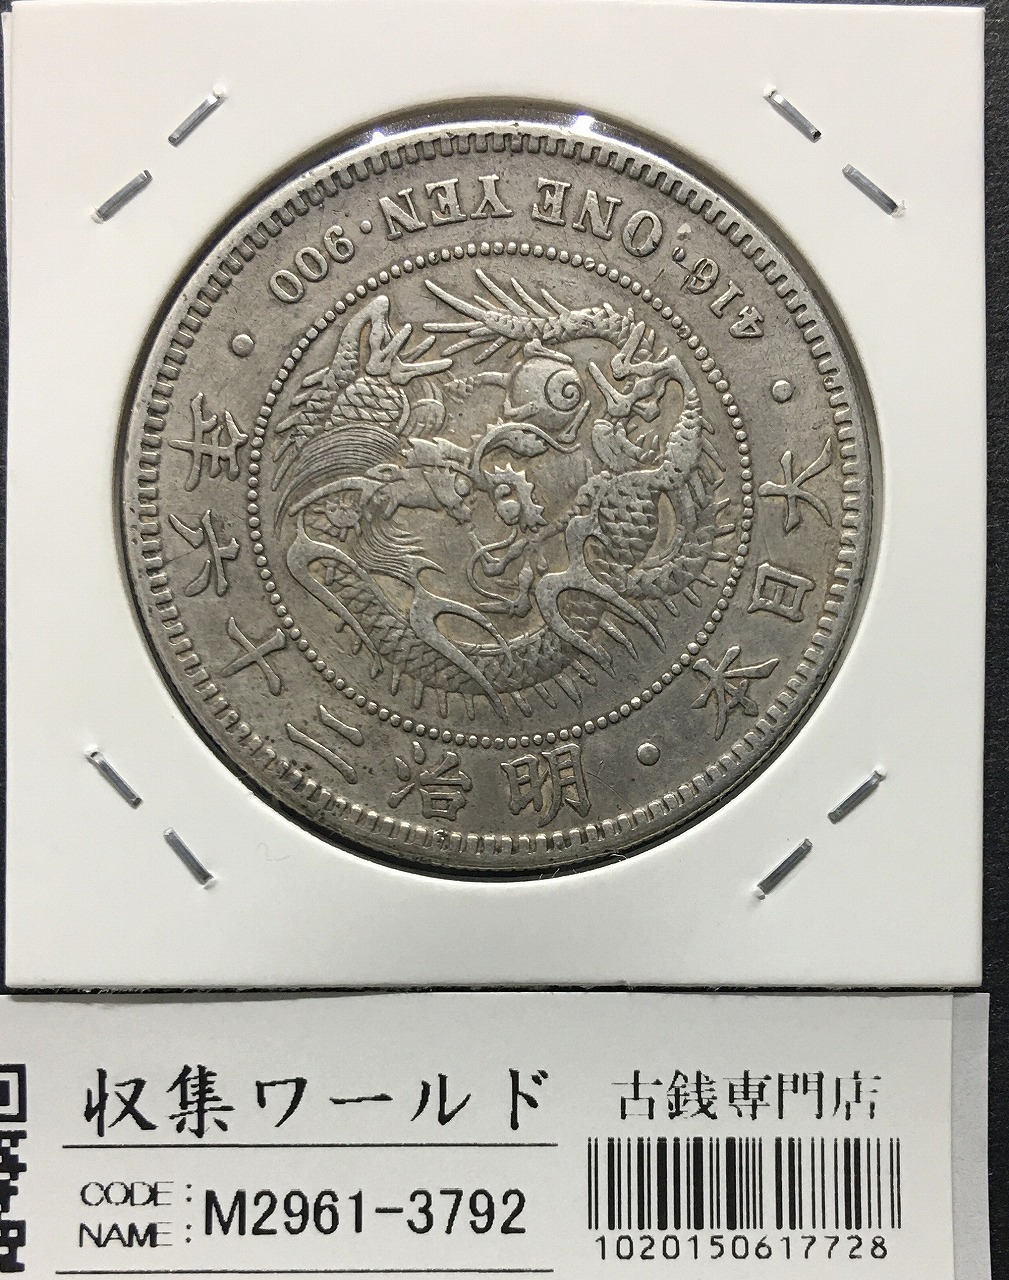 大日本・明治二十六年・
416・ONE YEN・900
収集ワールド
古銭専門店
CODE:
NAME: M2961-3792
1020150617728